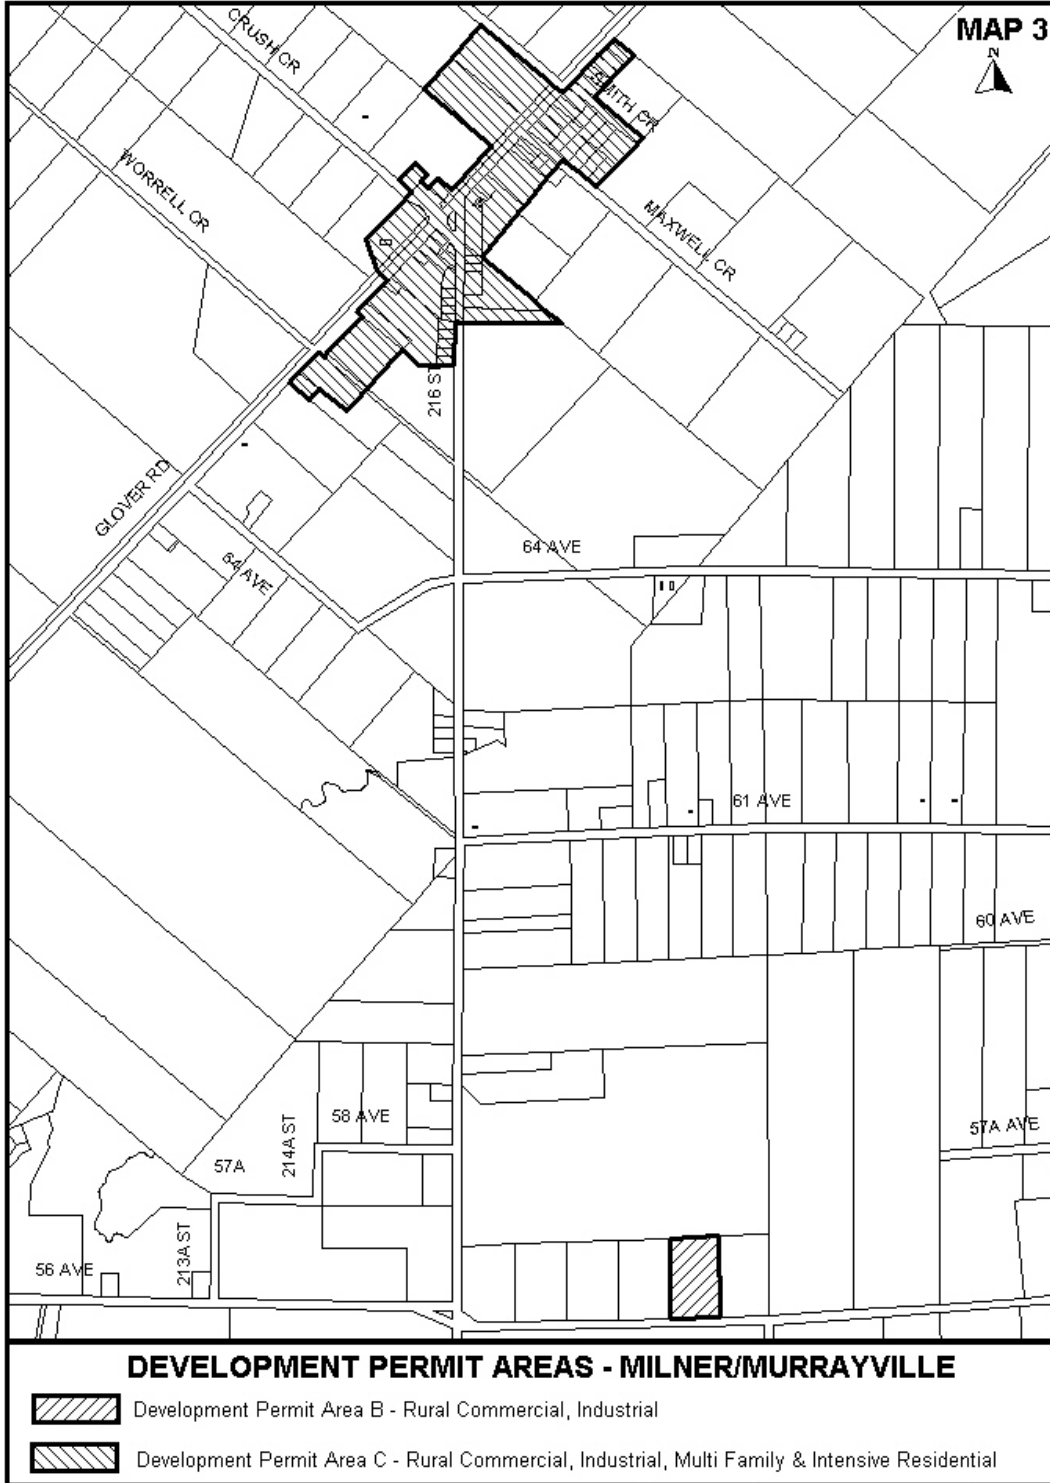 MAP 3
N
CRUSH CR
SMITH CR
WORRELL CR
MAXWELL CR
216 ST
GLOVER RD
64 AVE
64 AVE
61 AVE
60 AVE
58 AVE
214A ST
57A AVE
57A
213A ST
56 AVE
DEVELOPMENT PERMIT AREAS - MILNER/MURRAYVILLE
Development Permit Area B - Rural Commercial, Industrial
Development Permit Area C - Rural Commercial, Industrial, Multi Family & Intensive Residential